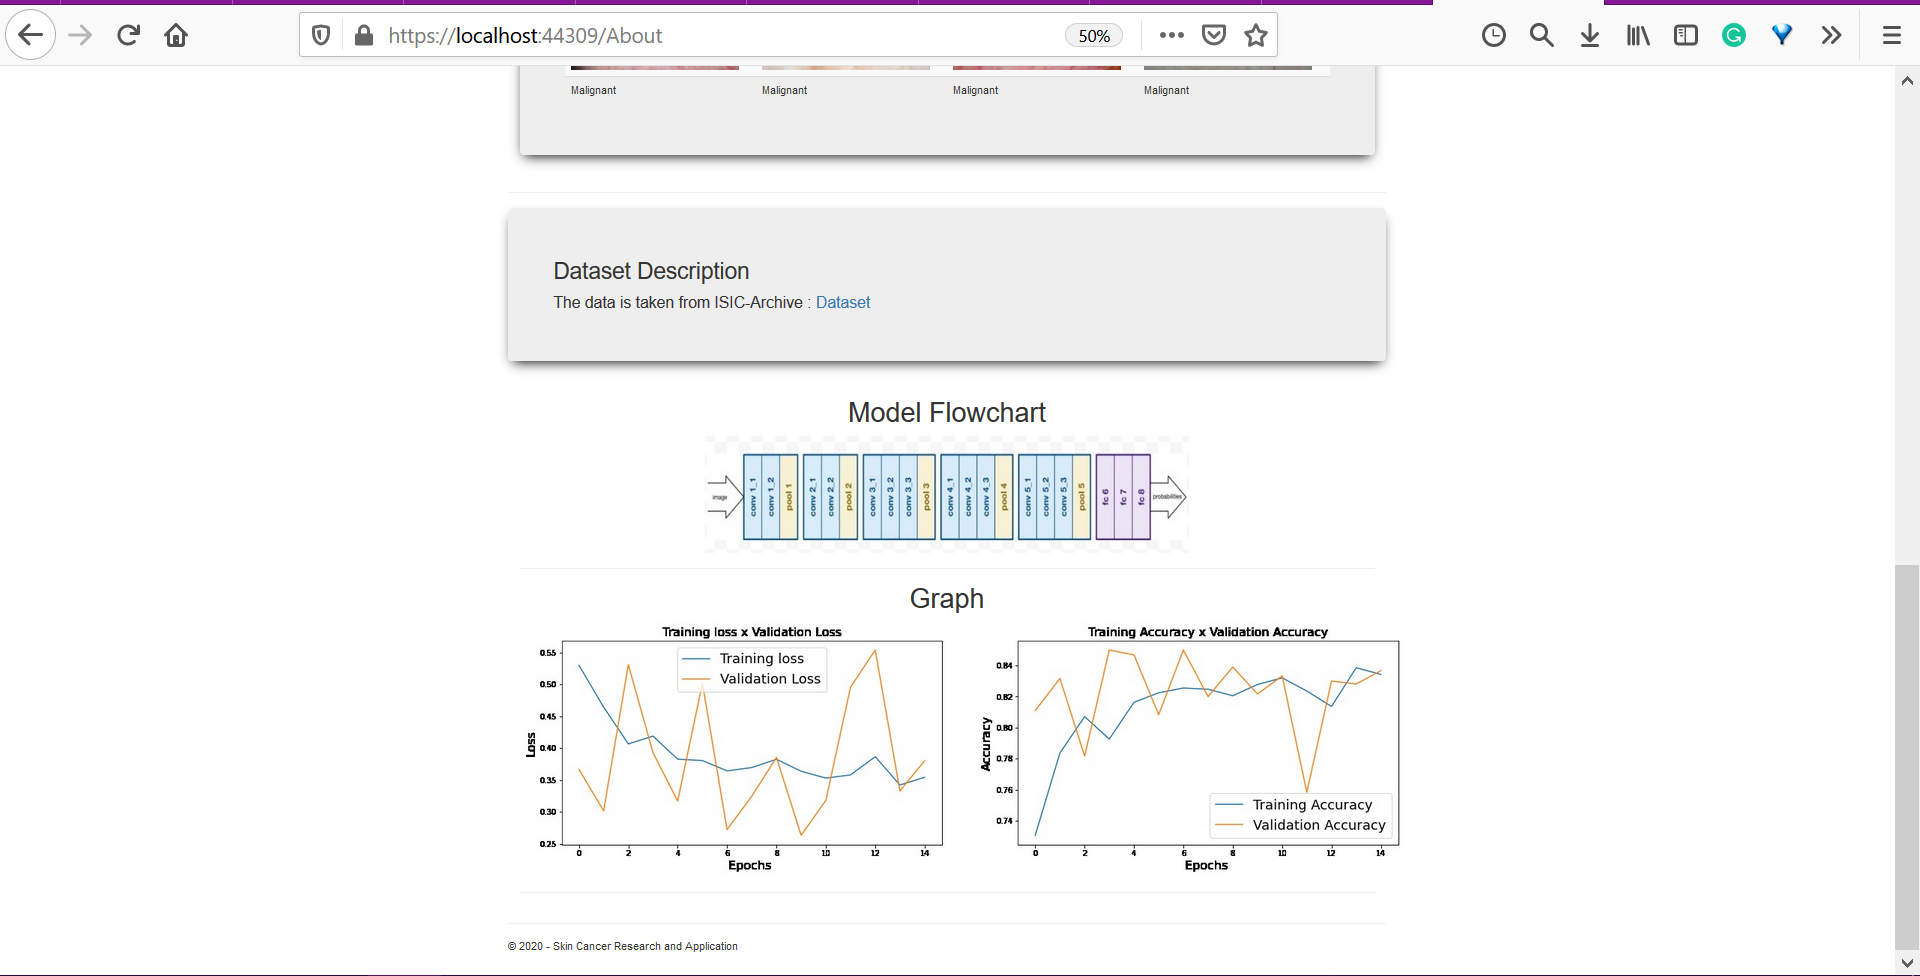 https://localhost:44309/About
50%
Malignant Malignant Malignant Malignant
Dataset Description
The data is taken from ISIC-Archive : Dataset
Model Flowchart
image conv 1_1 conv 1_2 pool 1 conv 2_1 conv 2_2 pool 2 conv 3_1 conv 3_2 conv 3_3 pool 3 conv 4_1 conv 4_2 conv 4_3 pool 4 conv 5_1 conv 5_2 conv 5_3 pool 5 fc 6 fc 7 fc 8 probabilities
Graph
Training loss x Validation Loss
Training loss
Validation Loss
0.55
0.50
0.45
0.40
0.35
0.30
0.25
Loss
0 2 4 6 8 10 12 14
Epochs
Training Accuracy x Validation Accuracy
0.84
0.82
0.80
0.78
0.76
0.74
Accuracy
Training Accuracy
Validation Accuracy
0 2 4 6 8 10 12 14
Epochs
© 2020 - Skin Cancer Research and Application